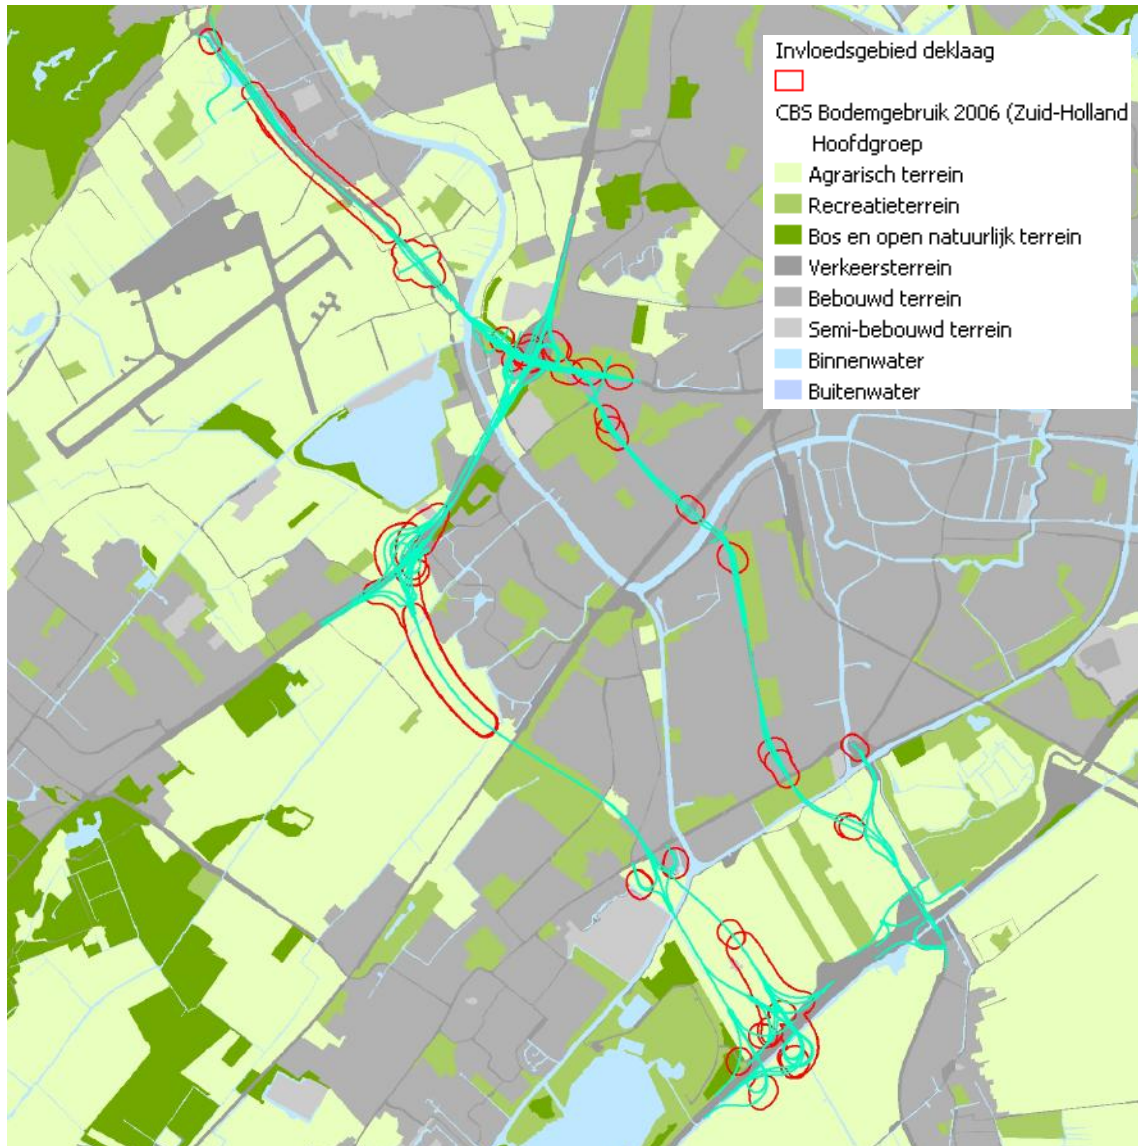 Invloedsgebied deklaag
CBS Bodemgebruik 2006 (Zuid-Holland
Hoofdgroep
Agrarisch terrein
Recreatieterrein
Bos en open natuurlijk terrein
Verkeersterrein
Bebouwd terrein
Semi-bebouwd terrein
Binnenwater
Buitenwater